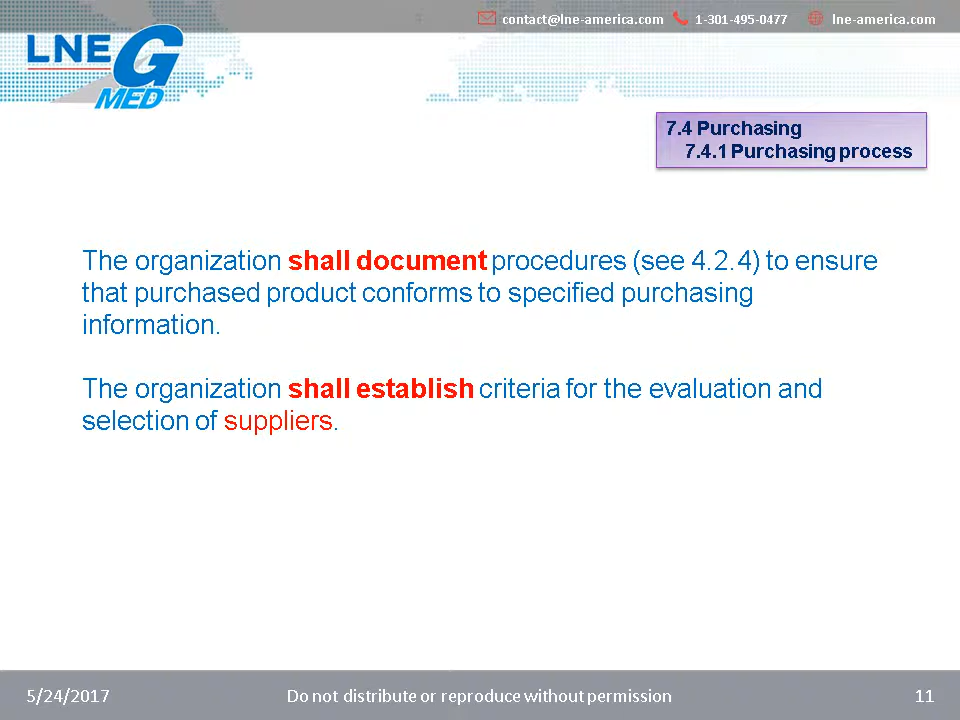 contact@lne-america.com 1-301-495-0477 lne-america.com
LNE G
MED
7.4 Purchasing
7.4.1 Purchasing process
The organization shall document procedures (see 4.2.4) to ensure
that purchased product conforms to specified purchasing
information.
The organization shall establish criteria for the evaluation and
selection of suppliers.
5/24/2017 Do not distribute or reproduce without permission 11